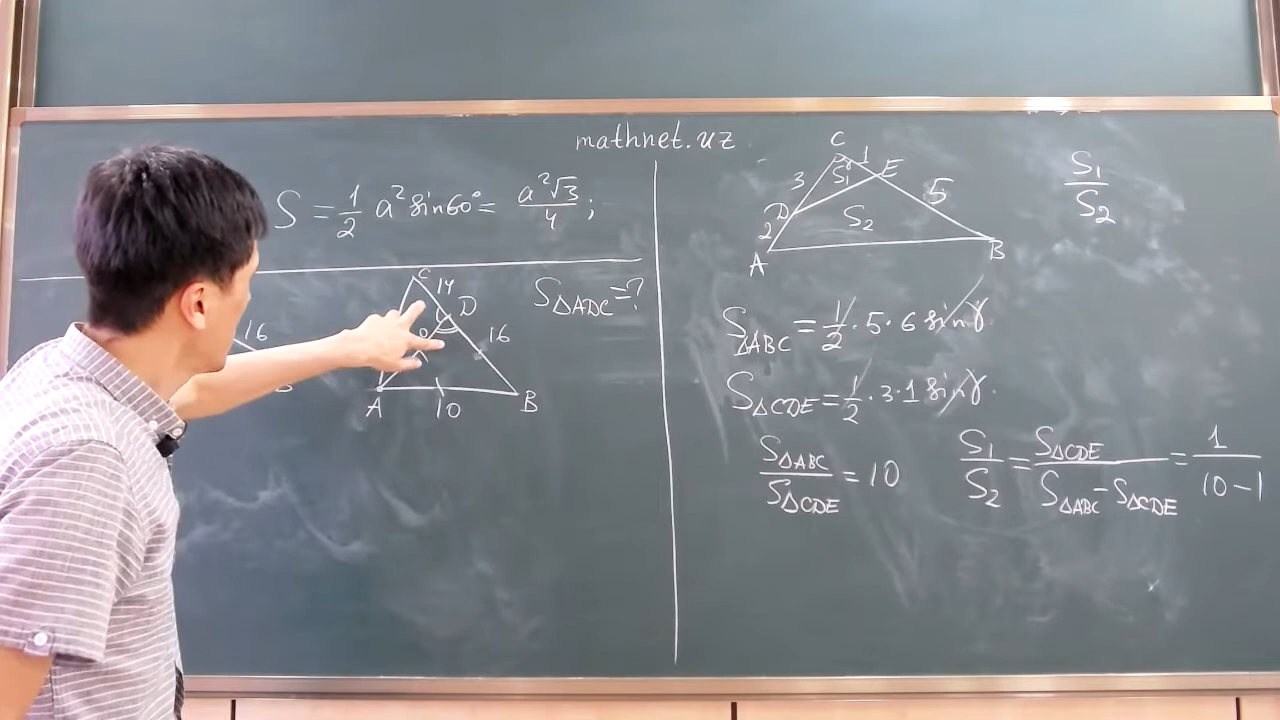 mathnet.uz
S = 1/2 a² sin60° = a²√3/4 ;
16
C
14
D
16
A
10
B
S△ADC = ?
C
1
E
3
S₁
5
D
S₂
2
A
B
S₁/S₂
S△ABC = 1/2 · 5 · 6 sinγ
S△CDE = 1/2 · 3 · 1 sinγ
S△ABC/S△CDE = 10
S₁/S₂ = S△CDE/(S△ABC − S△CDE) = 1/(10 − 1)